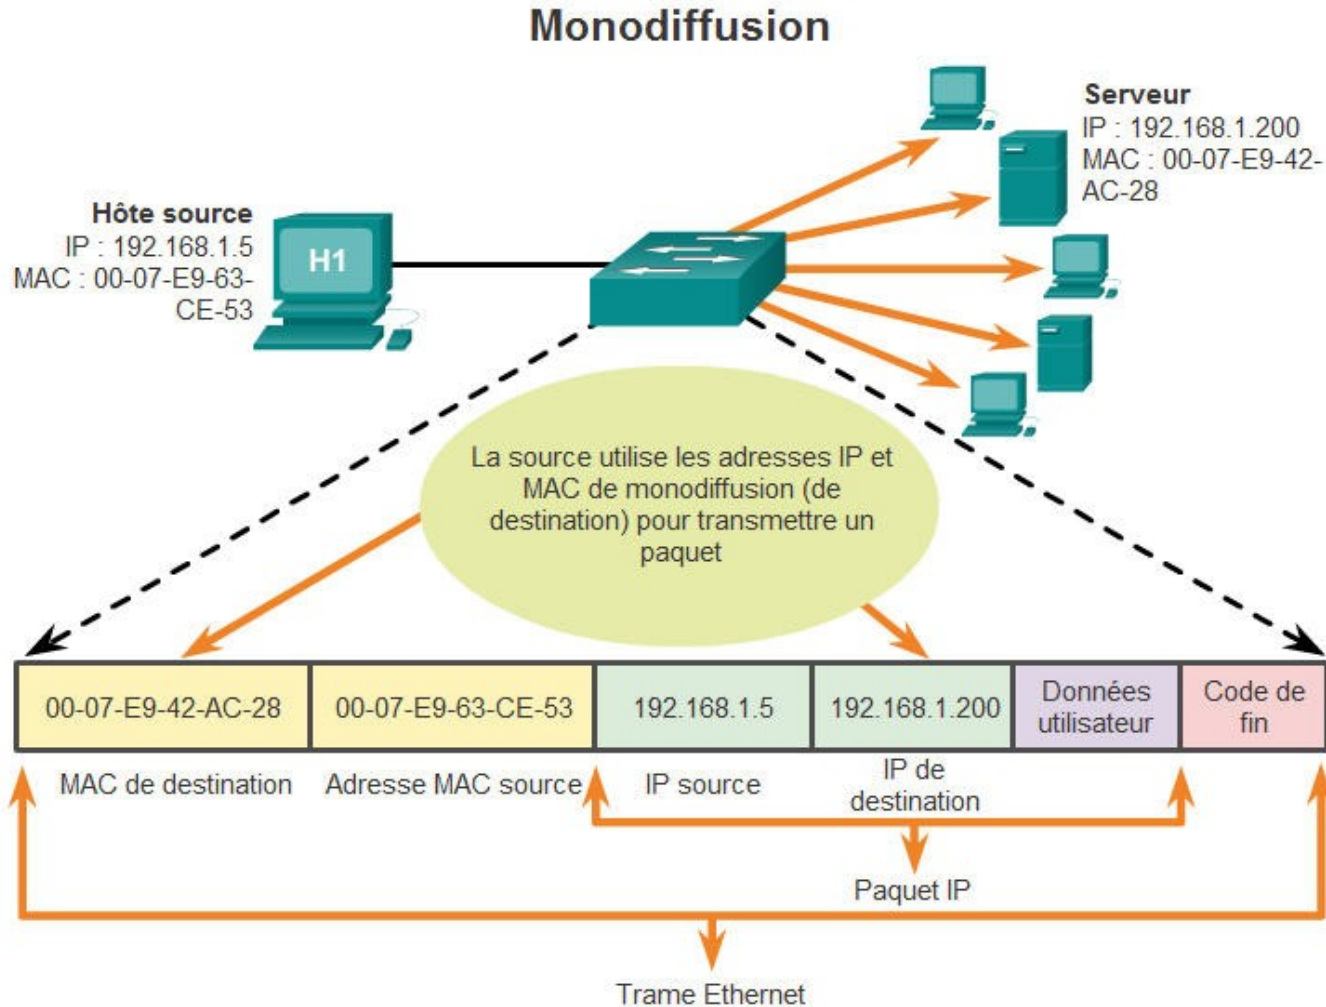 Monodiffusion
Serveur
IP : 192.168.1.200
MAC : 00-07-E9-42-
AC-28
Hôte source
IP : 192.168.1.5
MAC : 00-07-E9-63-
CE-53
H1
La source utilise les adresses IP et
MAC de monodiffusion (de
destination) pour transmettre un
paquet
00-07-E9-42-AC-28
00-07-E9-63-CE-53
192.168.1.5
192.168.1.200
Données
utilisateur
Code de
fin
MAC de destination
Adresse MAC source
IP source
IP de
destination
Paquet IP
Trame Ethernet